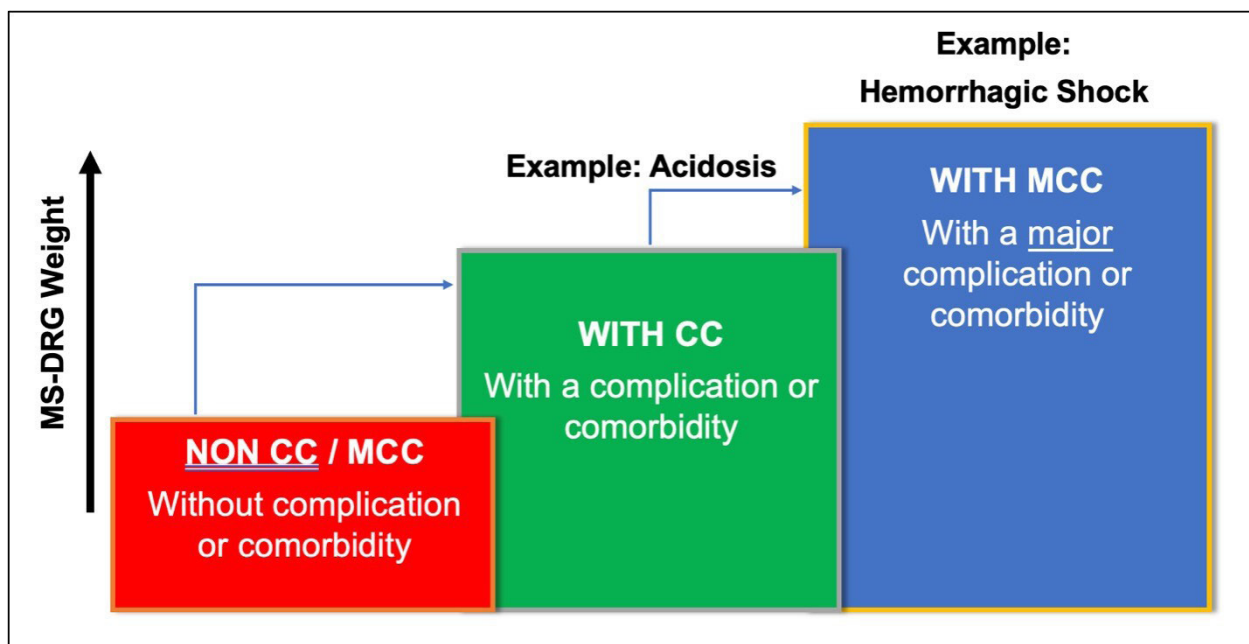 Example:
Hemorrhagic Shock
Example: Acidosis
MS-DRG Weight
WITH MCC
With a major
complication or
comorbidity
WITH CC
With a complication or
comorbidity
NON CC / MCC
Without complication
or comorbidity